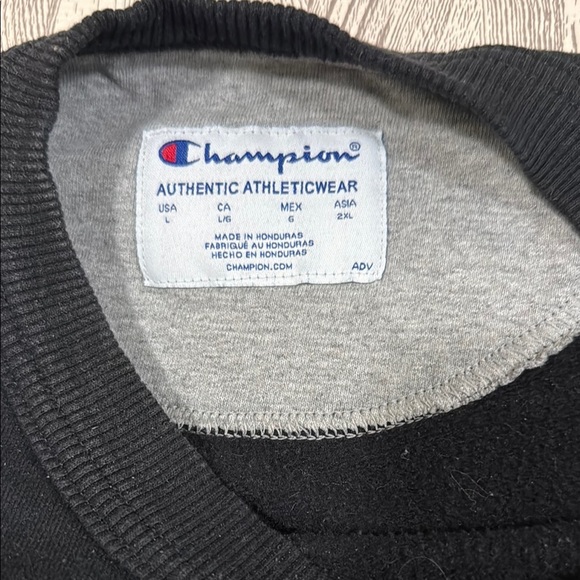 Champion®
AUTHENTIC ATHLETICWEAR
USA CA MEX ASIA
L L/G G 2XL
MADE IN HONDURAS
FABRIQUÉ AU HONDURAS
HECHO EN HONDURAS
CHAMPION.COM ADV